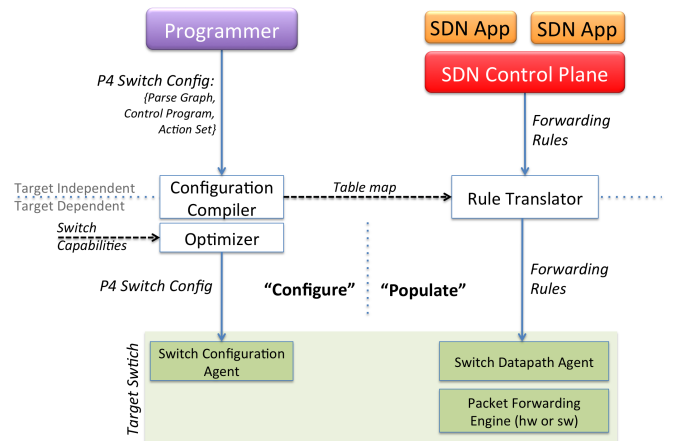 Programmer
SDN App
SDN App
SDN Control Plane
P4 Switch Config:
{Parse Graph,
Control Program,
Action Set}
Forwarding
Rules
Target Independent
Target Dependent
Configuration
Compiler
Table map
Rule Translator
Switch
Capabilities
Optimizer
P4 Switch Config
“Configure”
“Populate”
Forwarding
Rules
Target Swtich
Switch Configuration
Agent
Switch Datapath Agent
Packet Forwarding
Engine (hw or sw)